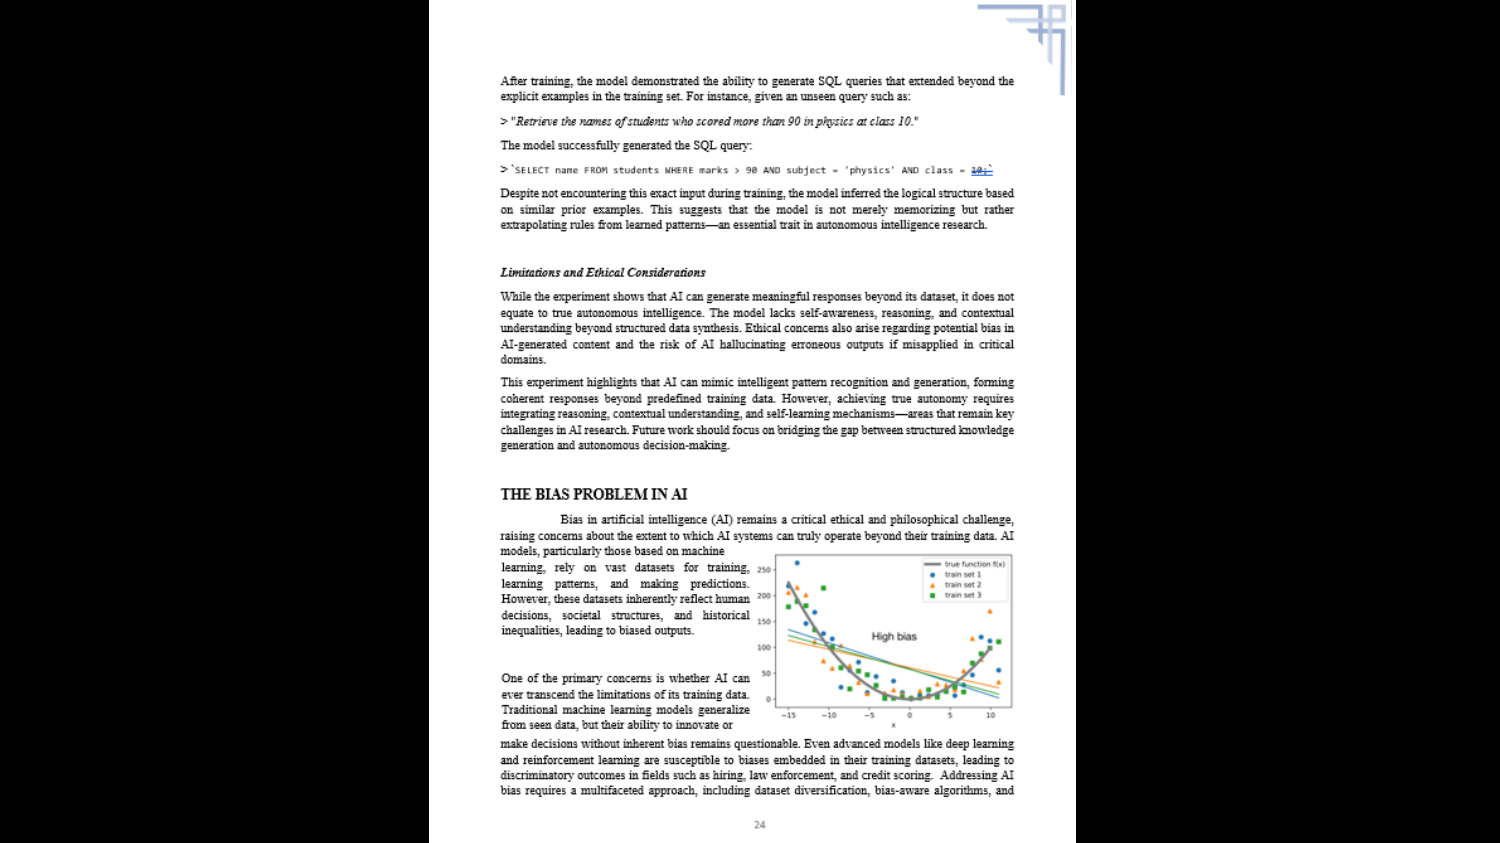 After training, the model demonstrated the ability to generate SQL queries that extended beyond the
explicit examples in the training set. For instance, given an unseen query such as:
> "Retrieve the names of students who scored more than 90 in physics at class 10."
The model successfully generated the SQL query:
> `SELECT name FROM students WHERE marks > 90 AND subject = 'physics' AND class = 10;`
Despite not encountering this exact input during training, the model inferred the logical structure based
on similar prior examples. This suggests that the model is not merely memorizing but rather
extrapolating rules from learned patterns—an essential trait in autonomous intelligence research.
Limitations and Ethical Considerations
While the experiment shows that AI can generate meaningful responses beyond its dataset, it does not
equate to true autonomous intelligence. The model lacks self-awareness, reasoning, and contextual
understanding beyond structured data synthesis. Ethical concerns also arise regarding potential bias in
AI-generated content and the risk of AI hallucinating erroneous outputs if misapplied in critical
domains.
This experiment highlights that AI can mimic intelligent pattern recognition and generation, forming
coherent responses beyond predefined training data. However, achieving true autonomy requires
integrating reasoning, contextual understanding, and self-learning mechanisms—areas that remain key
challenges in AI research. Future work should focus on bridging the gap between structured knowledge
generation and autonomous decision-making.
THE BIAS PROBLEM IN AI
Bias in artificial intelligence (AI) remains a critical ethical and philosophical challenge,
raising concerns about the extent to which AI systems can truly operate beyond their training data. AI
models, particularly those based on machine
learning, rely on vast datasets for training,
learning patterns, and making predictions.
However, these datasets inherently reflect human
decisions, societal structures, and historical
inequalities, leading to biased outputs.
One of the primary concerns is whether AI can
ever transcend the limitations of its training data.
Traditional machine learning models generalize
from seen data, but their ability to innovate or
true function f(x)
train set 1
train set 2
train set 3
High bias
250
200
150
100
50
0
−15 −10 −5 0 5 10
x
make decisions without inherent bias remains questionable. Even advanced models like deep learning
and reinforcement learning are susceptible to biases embedded in their training datasets, leading to
discriminatory outcomes in fields such as hiring, law enforcement, and credit scoring. Addressing AI
bias requires a multifaceted approach, including dataset diversification, bias-aware algorithms, and
24